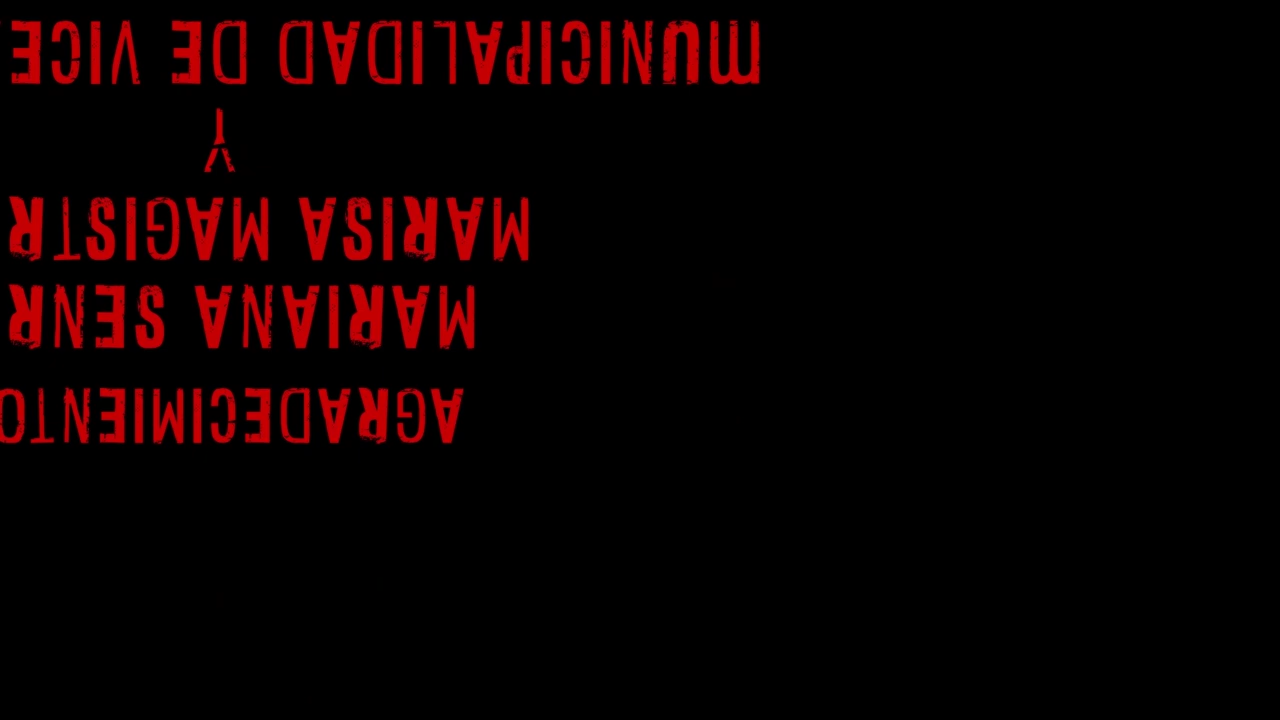 AGRADECIMIENTO
MARIANA SENR
MARISA MAGISTR
Y
MUNICIPALIDAD DE VICE